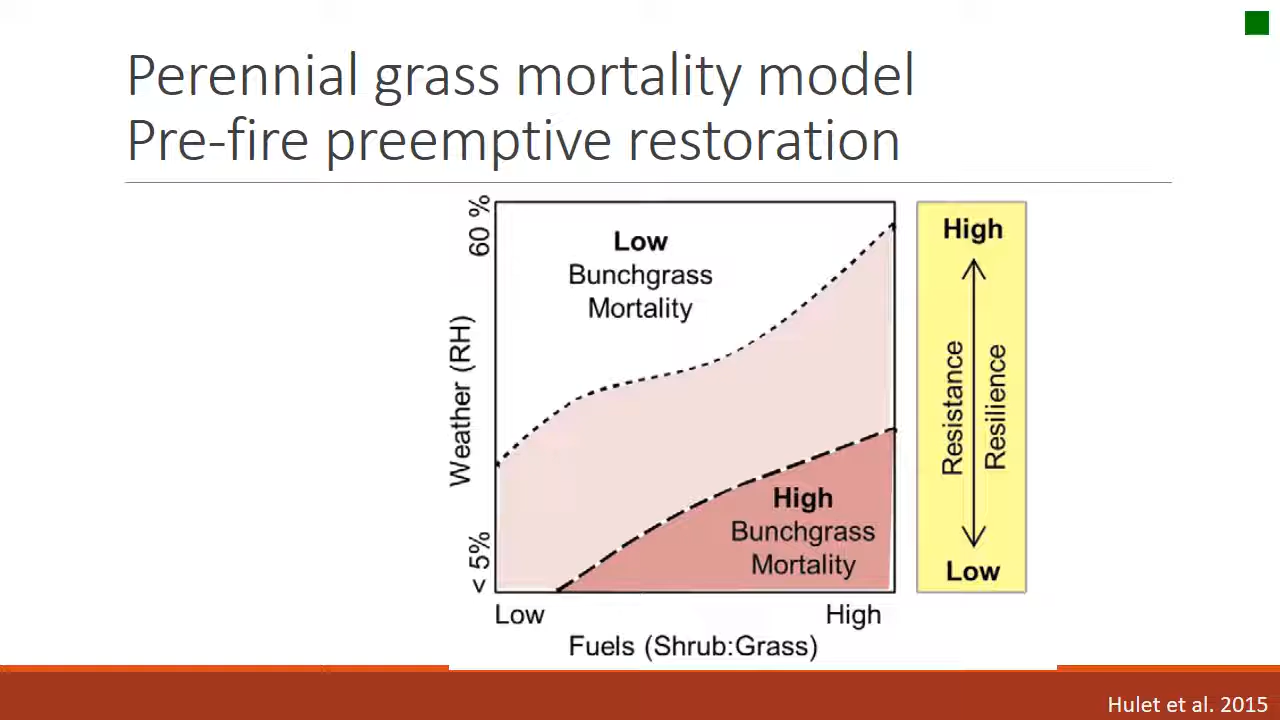 Perennial grass mortality model
Pre-fire preemptive restoration
60 %
Weather (RH)
< 5%
Low
Bunchgrass
Mortality
High
Bunchgrass
Mortality
Low
High
Fuels (Shrub:Grass)
High
Resistance
Resilience
Low
Hulet et al. 2015